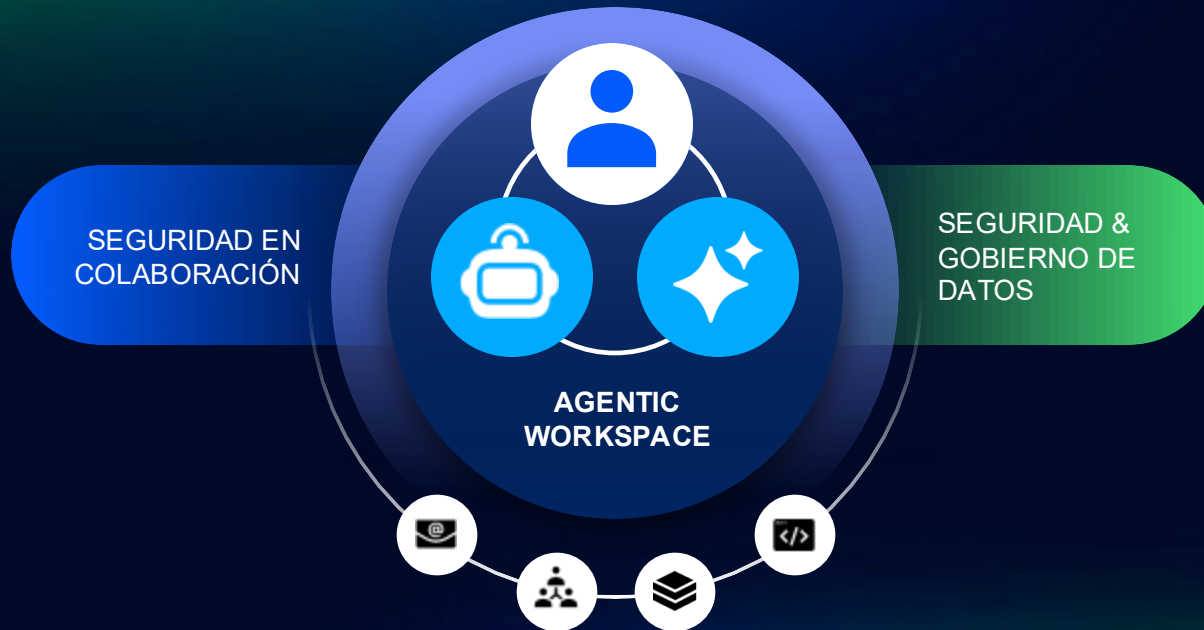 SEGURIDAD EN
COLABORACIÓN
SEGURIDAD &
GOBIERNO DE
DATOS
AGENTIC
WORKSPACE
@
</>